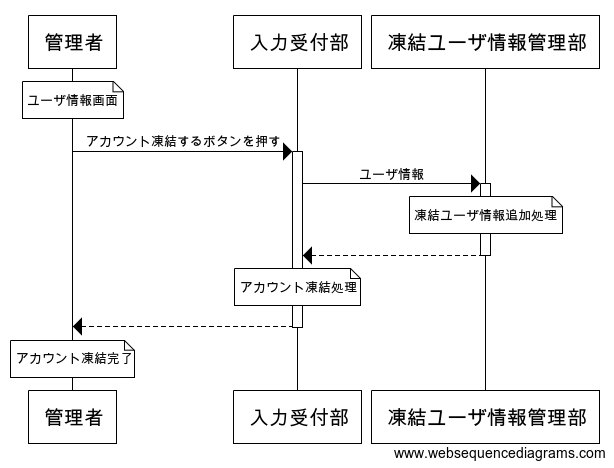 管理者
入力受付部
凍結ユーザ情報管理部
ユーザ情報画面
アカウント凍結するボタンを押す
ユーザ情報
凍結ユーザ情報追加処理
アカウント凍結処理
アカウント凍結完了
管理者
入力受付部
凍結ユーザ情報管理部
www.websequencediagrams.com